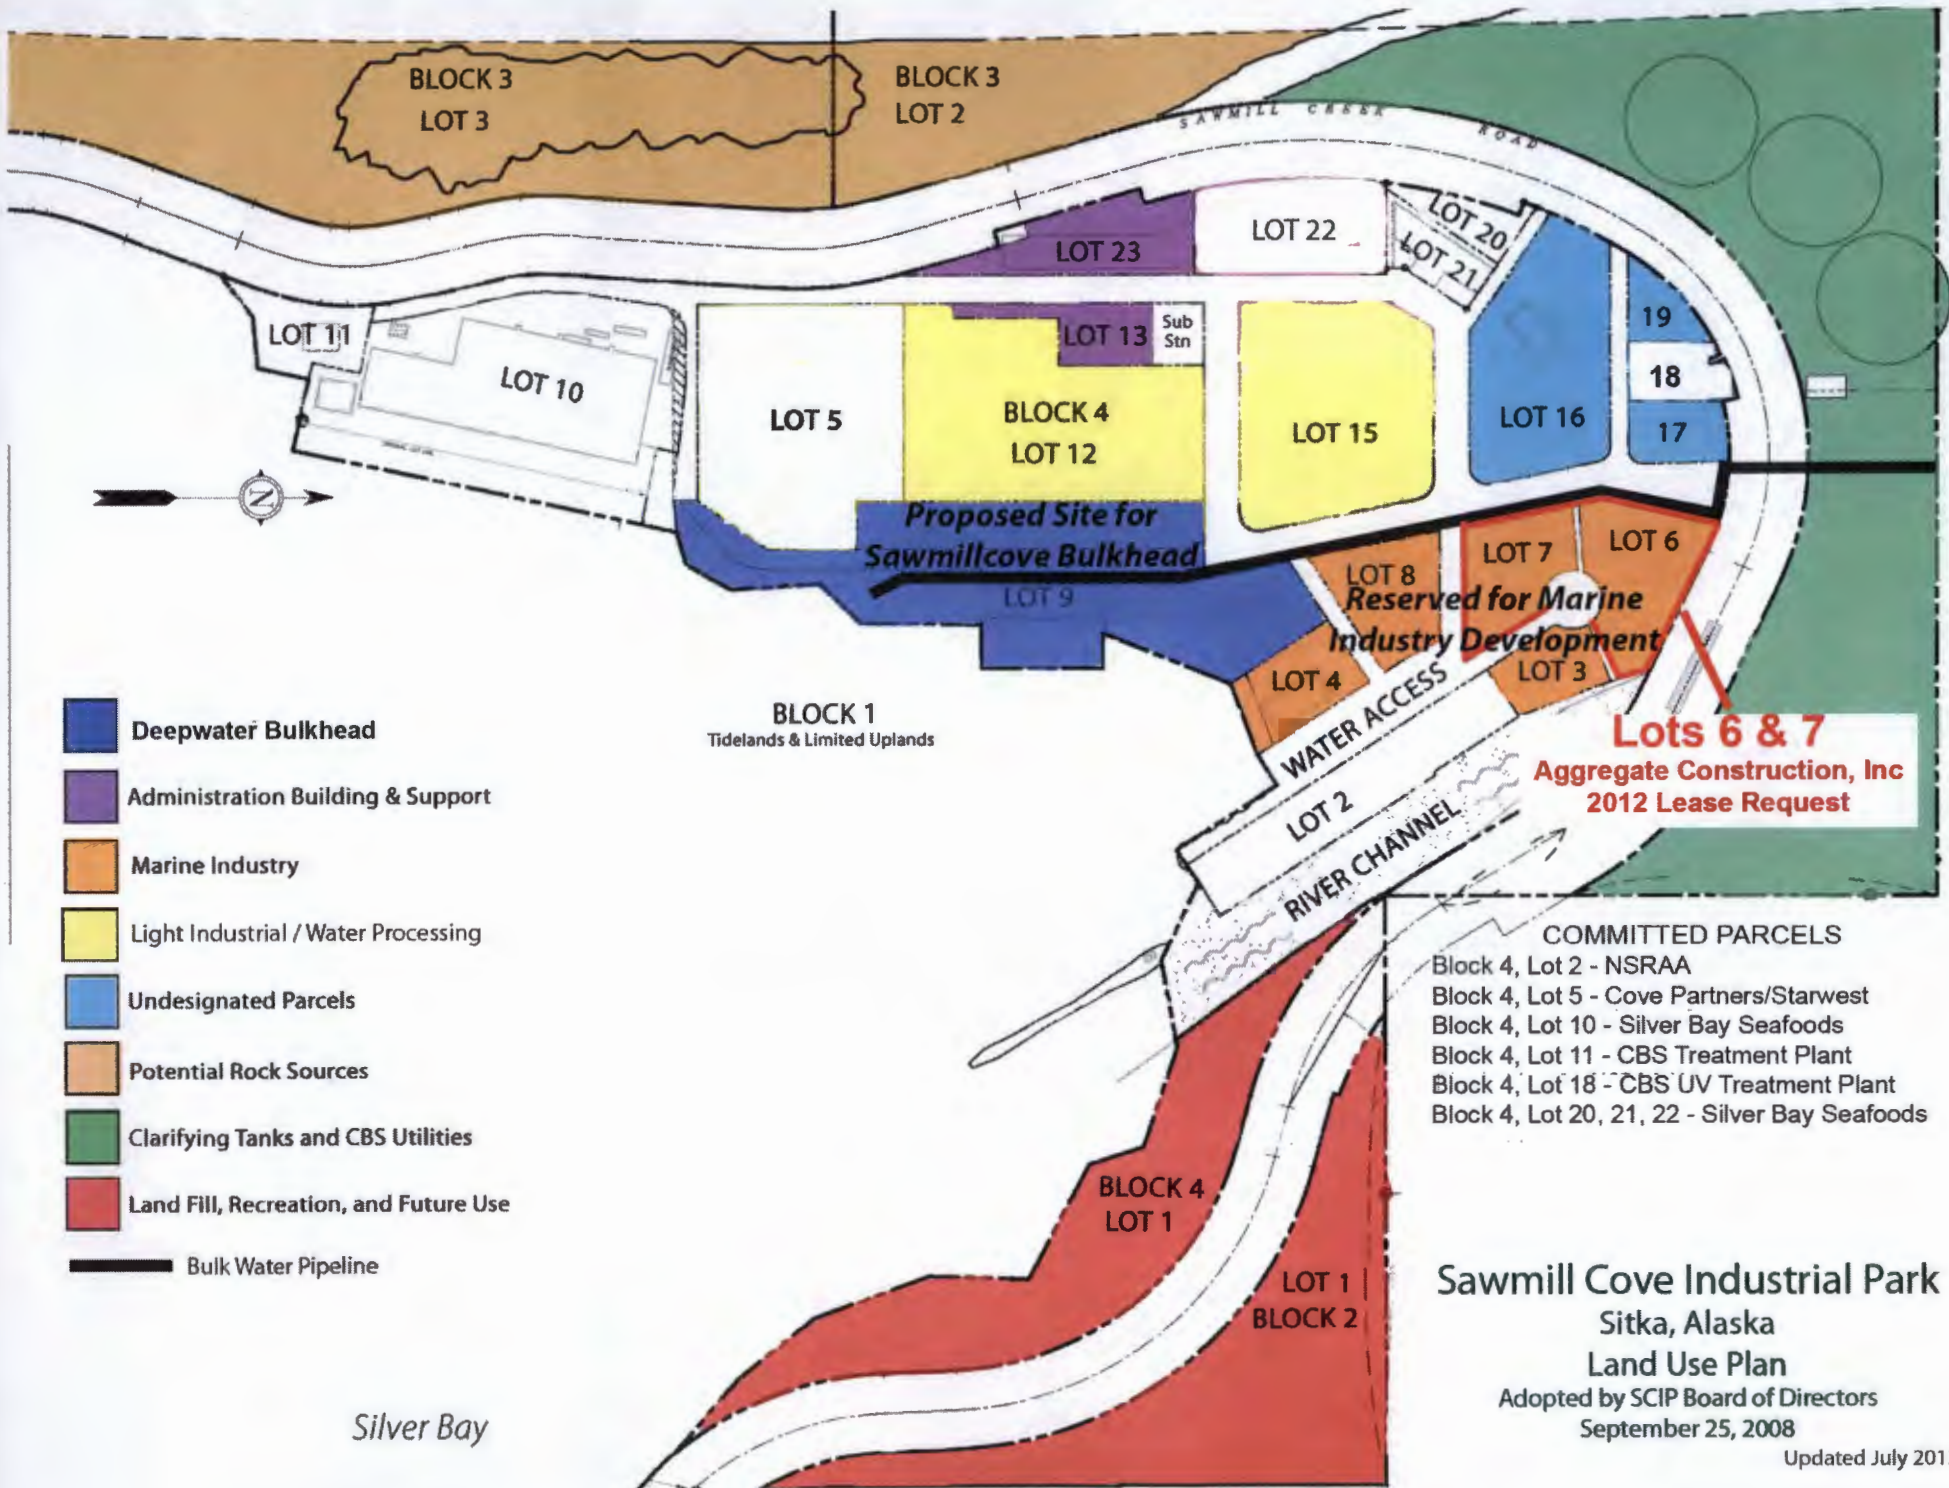 BLOCK 3
LOT 3
BLOCK 3
LOT 2
SAWMILL CREEK ROAD
LOT 23
LOT 22
LOT 20
LOT 21
LOT 11
LOT 10
LOT 5
LOT 13
Sub
Stn
BLOCK 4
LOT 12
LOT 15
LOT 16
19
18
17
N
Proposed Site for
Sawmillcove Bulkhead
LOT 9
LOT 7
LOT 6
LOT 8
Reserved for Marine
Industry Development
LOT 4
LOT 3
WATER ACCESS
LOT 2
RIVER CHANNEL
BLOCK 1
Tidelands & Limited Uplands
Lots 6 & 7
Aggregate Construction, Inc
2012 Lease Request
Deepwater Bulkhead
Administration Building & Support
Marine Industry
Light Industrial / Water Processing
Undesignated Parcels
Potential Rock Sources
Clarifying Tanks and CBS Utilities
Land Fill, Recreation, and Future Use
Bulk Water Pipeline
COMMITTED PARCELS
Block 4, Lot 2 - NSRAA
Block 4, Lot 5 - Cove Partners/Starwest
Block 4, Lot 10 - Silver Bay Seafoods
Block 4, Lot 11 - CBS Treatment Plant
Block 4, Lot 18 - CBS UV Treatment Plant
Block 4, Lot 20, 21, 22 - Silver Bay Seafoods
BLOCK 4
LOT 1
LOT 1
BLOCK 2
Silver Bay
Sawmill Cove Industrial Park
Sitka, Alaska
Land Use Plan
Adopted by SCIP Board of Directors
September 25, 2008
Updated July 201